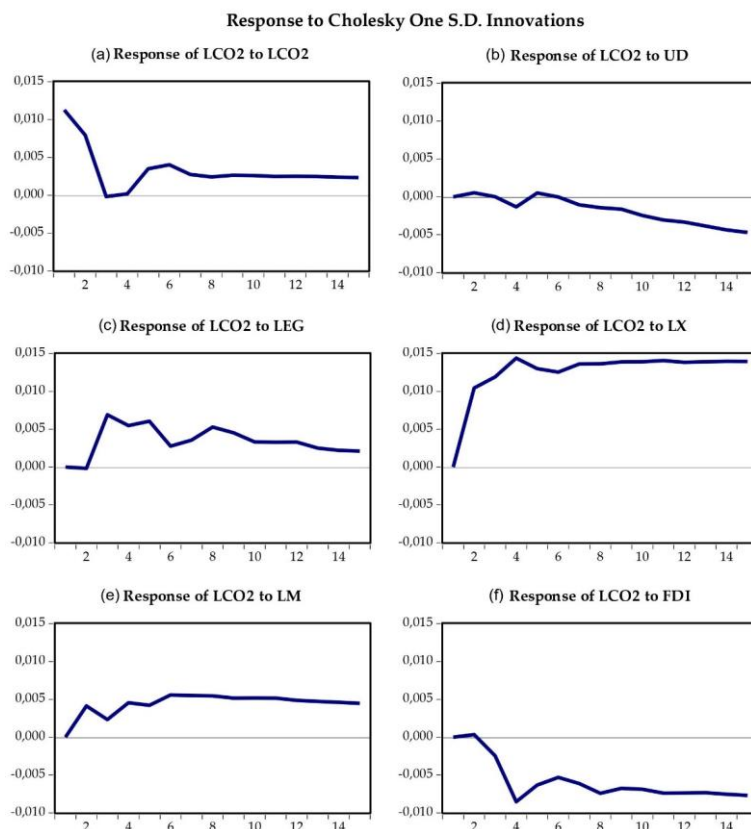 Response to Cholesky One S.D. Innovations
(a) Response of LCO2 to LCO2
0,015
0,010
0,005
0,000
-0,005
-0,010
2 4 6 8 10 12 14
(b) Response of LCO2 to UD
0,015
0,010
0,005
0,000
-0,005
-0,010
2 4 6 8 10 12 14
(c) Response of LCO2 to LEG
0,015
0,010
0,005
0,000
-0,005
-0,010
2 4 6 8 10 12 14
(d) Response of LCO2 to LX
0,015
0,010
0,005
0,000
-0,005
-0,010
2 4 6 8 10 12 14
(e) Response of LCO2 to LM
0,015
0,010
0,005
0,000
-0,005
-0,010
2 4 6 8 10 12 14
(f) Response of LCO2 to FDI
0,015
0,010
0,005
0,000
-0,005
-0,010
2 4 6 8 10 12 14